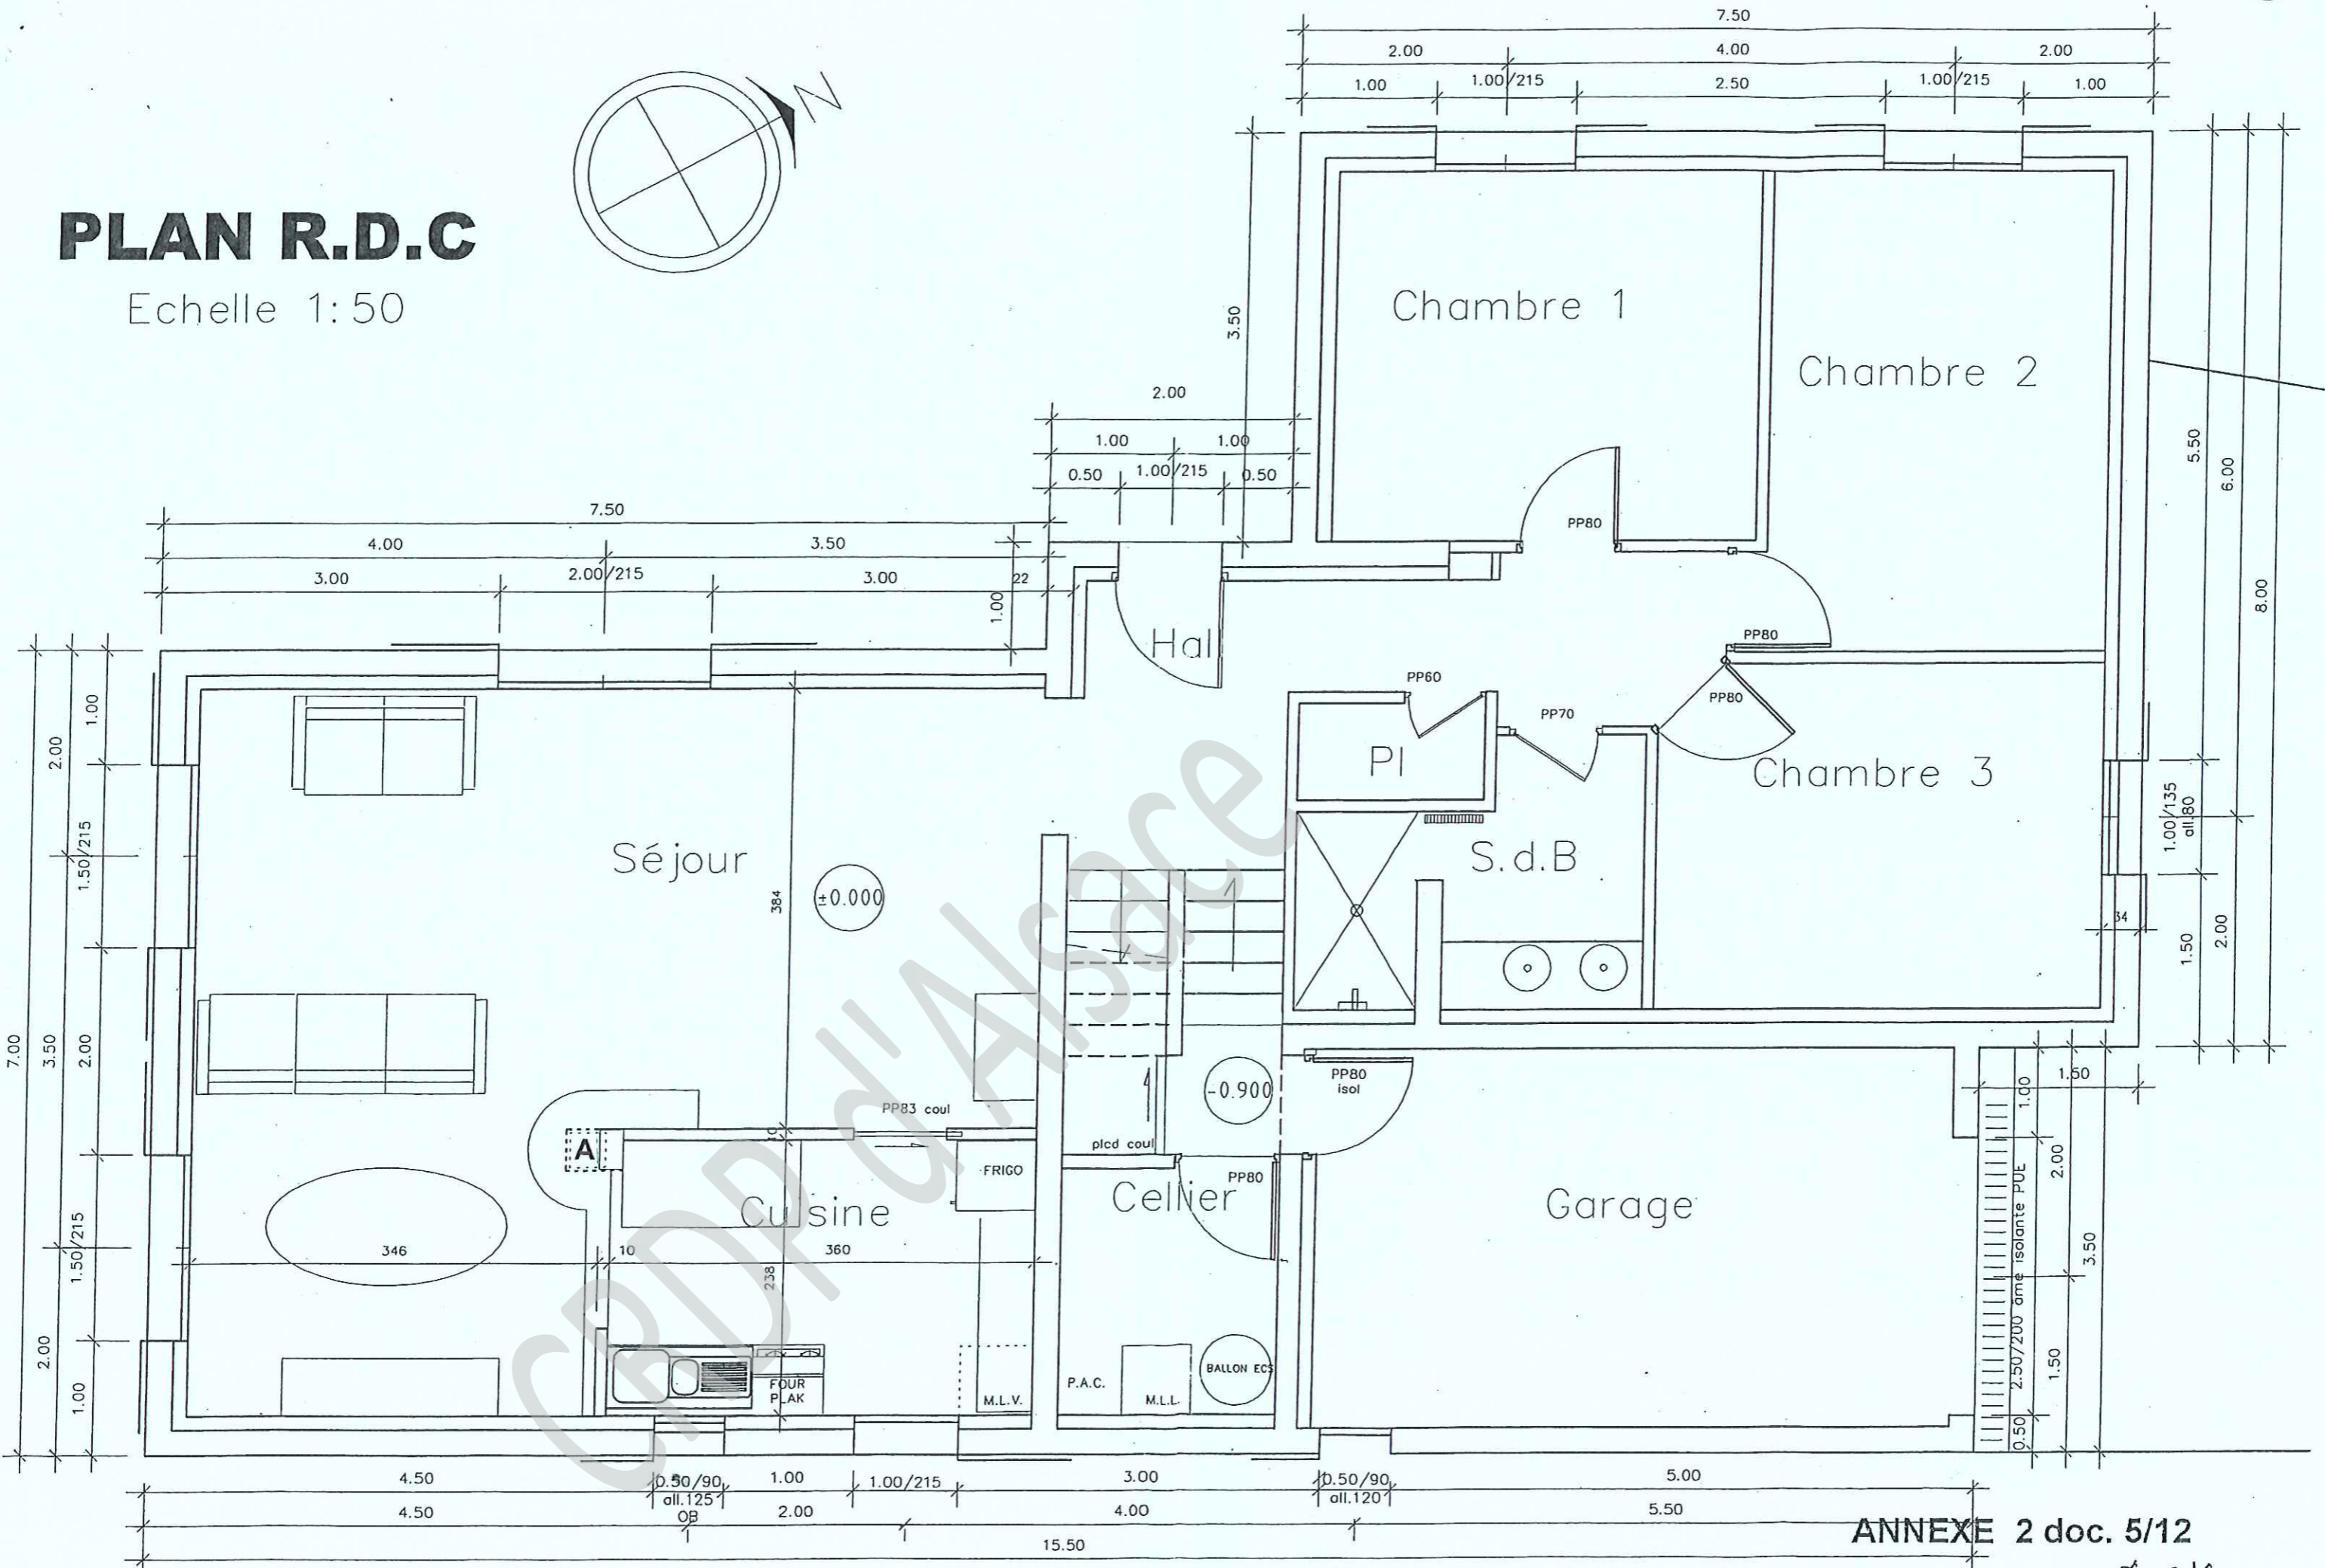 7.50
2.00 4.00 2.00
1.00 1.00/215 2.50 1.00/215 1.00
N
PLAN R.D.C
Echelle 1:50
Chambre 1
Chambre 2
3.50
2.00
1.00 1.00
0.50 1.00/215 0.50
5.50
6.00
8.00
7.50
4.00 3.50
3.00 2.00/215 3.00 22
1.00
PP80
Hal
PP80
PP60
PP80
PP70
Pl
Chambre 3
1.00
2.00
1.50/215
Séjour
384
±0.000
S.d.B
1.00/135
all.80
34
1.50
2.00
7.00
3.50
2.00
-0.900
PP80
isol
1.50
1.00
PP83 coul
10
A
plcd coul
FRIGO
PP80
Cuisine
Cellier
Garage
2.00
3.50
2.50/200 âme isolante PUE
1.50/215
346 10 360
238
2.00
1.00
FOUR
PLAK
M.L.V.
P.A.C.
M.L.L.
BALLON ECS
1.50
0.50
4.50 0.50/90 1.00 1.00/215 3.00 0.50/90 5.00
all.125 all.120
4.50 OB 2.00 4.00 5.50
15.50
ANNEXE 2 doc. 5/12
CRDP d'Alsace